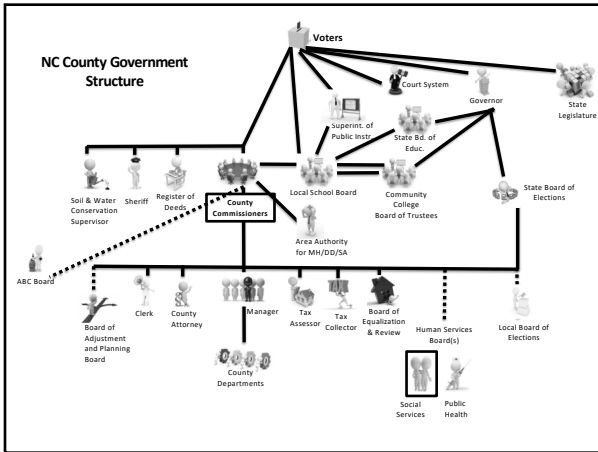 Voters
NC County Government
Structure
Court System
Governor
State
Legislature
Superint. of
Public Instr.
State Bd. of
Educ.
Soil & Water
Conservation
Supervisor
Sheriff
Register of
Deeds
County
Commissioners
Local School Board
Community
College
Board of Trustees
State Board of
Elections
Area Authority
for MH/DD/SA
ABC Board
Board of
Adjustment
and Planning
Board
Clerk
County
Attorney
Manager
Tax
Assessor
Tax
Collector
Board of
Equalization
& Review
Human Services
Board(s)
Local Board of
Elections
County
Departments
Social
Services
Public
Health